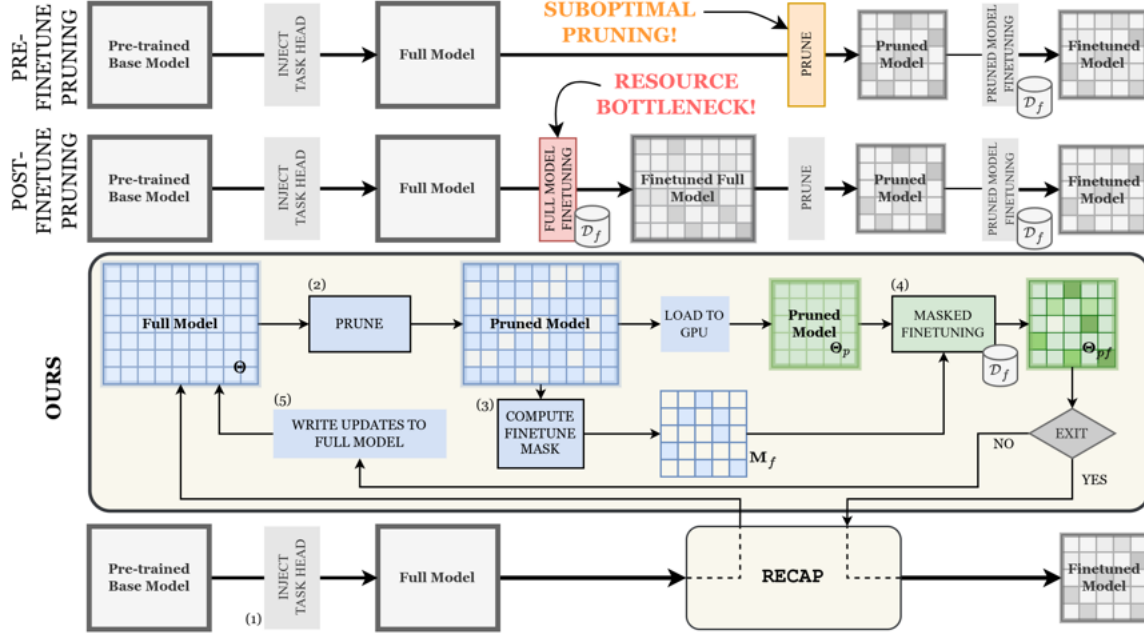 PRE-
FINETUNE
PRUNING
Pre-trained
Base Model
INJECT
TASK HEAD
Full Model
SUBOPTIMAL
PRUNING!
PRUNE
Pruned
Model
PRUNED MODEL
FINETUNING
𝒟f
Finetuned
Model
RESOURCE
BOTTLENECK!
POST-
FINETUNE
PRUNING
Pre-trained
Base Model
INJECT
TASK HEAD
Full Model
FULL MODEL
FINETUNING
𝒟f
Finetuned Full
Model
PRUNE
Pruned
Model
PRUNED MODEL
FINETUNING
𝒟f
Finetuned
Model
OURS
Full Model
Θ
(2)
PRUNE
Pruned Model
LOAD TO
GPU
Pruned
Model
Θp
(4)
MASKED
FINETUNING
𝒟f
Θpf
(5)
WRITE UPDATES TO
FULL MODEL
(3)
COMPUTE
FINETUNE
MASK
Mf
NO
EXIT
YES
Pre-trained
Base Model
(1)
INJECT
TASK HEAD
Full Model
RECAP
Finetuned
Model